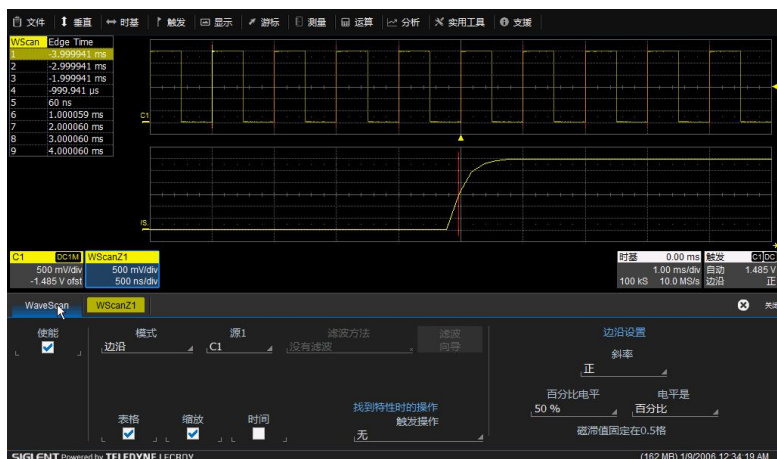 文件 垂直 时基 触发 显示 游标 测量 运算 分析 实用工具 支援
WScan Edge Time
1 -3.999941 ms
2 -2.999941 ms
3 -1.999941 ms
4 -999.941 µs
5 60 ns
6 1.000059 ms
7 2.000060 ms
8 3.000060 ms
9 4.000060 ms
C1
C1 DC1M WScanZ1 时基 0.00 ms 触发 C1 DC
500 mV/div 500 mV/div 1.00 ms/div 自动 1.485 V
-1.485 V ofst 500 ns/div 100 kS 10.0 MS/s 边沿 正
WaveScan WScanZ1 关闭
使能 模式 源1 滤波方法 滤波向导 边沿设置
边沿 C1 没有滤波 斜率
正
百分比电平 电平是
找到特性时的操作 50 % 百分比
表格 缩放 时间 触发操作
无 磁滞值固定在0.5格
SIGLENT Powered by TELEDYNE LECROY (162 MB) 1/9/2006 12:34:19 AM